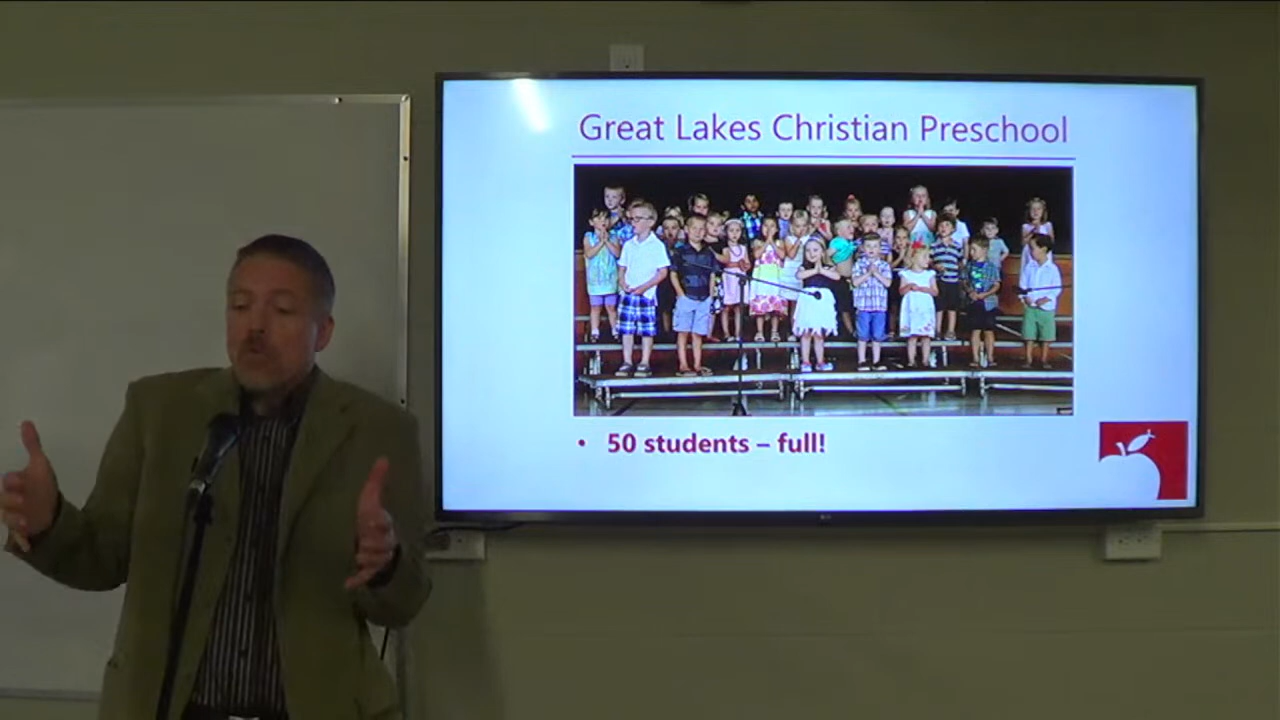 Great Lakes Christian Preschool
• 50 students – full!